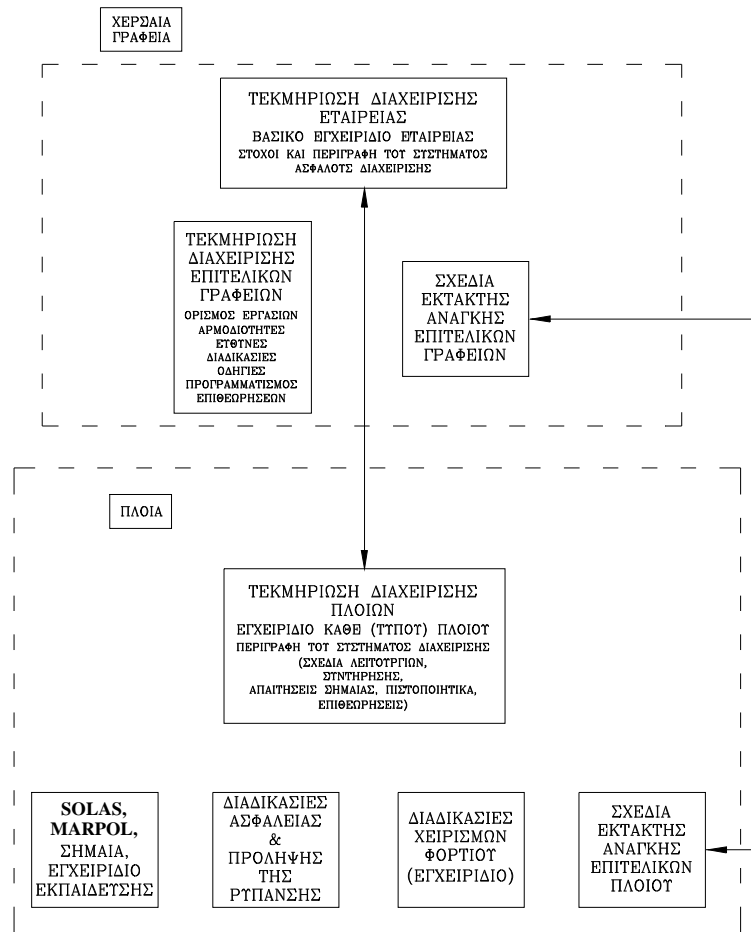 ΧΕΡΣΑΙΑ
ΓΡΑΦΕΙΑ
ΤΕΚΜΗΡΙΩΣΗ ΔΙΑΧΕΙΡΙΣΗΣ
ΕΤΑΙΡΕΙΑΣ
ΒΑΣΙΚΟ ΕΓΧΕΙΡΙΔΙΟ ΕΤΑΙΡΕΙΑΣ
ΣΤΟΧΟΙ ΚΑΙ ΠΕΡΙΓΡΑΦΗ ΤΟΥ ΣΥΣΤΗΜΑΤΟΣ
ΑΣΦΑΛΟΥΣ ΔΙΑΧΕΙΡΙΣΗΣ
ΤΕΚΜΗΡΙΩΣΗ
ΔΙΑΧΕΙΡΙΣΗΣ
ΕΠΙΤΕΛΙΚΩΝ
ΓΡΑΦΕΙΩΝ
ΟΡΙΣΜΟΣ ΕΡΓΑΣΙΩΝ
ΑΡΜΟΔΙΟΤΗΤΕΣ
ΕΥΘΥΝΕΣ
ΔΙΑΔΙΚΑΣΙΕΣ
ΟΔΗΓΙΕΣ
ΠΡΟΓΡΑΜΜΑΤΙΣΜΟΣ
ΕΠΙΘΕΩΡΗΣΕΩΝ
ΣΧΕΔΙΑ
ΕΚΤΑΚΤΗΣ
ΑΝΑΓΚΗΣ
ΕΠΙΤΕΛΙΚΩΝ
ΓΡΑΦΕΙΩΝ
ΠΛΟΙΑ
ΤΕΚΜΗΡΙΩΣΗ ΔΙΑΧΕΙΡΙΣΗΣ
ΠΛΟΙΩΝ
ΕΓΧΕΙΡΙΔΙΟ ΚΑΘΕ (ΤΥΠΟΥ) ΠΛΟΙΟΥ
ΠΕΡΙΓΡΑΦΗ ΤΟΥ ΣΥΣΤΗΜΑΤΟΣ ΔΙΑΧΕΙΡΙΣΗΣ
(ΣΧΕΔΙΑ ΛΕΙΤΟΥΡΓΙΩΝ,
ΣΥΝΤΗΡΗΣΗΣ,
ΑΠΑΙΤΗΣΕΙΣ ΣΗΜΑΙΑΣ, ΠΙΣΤΟΠΟΙΗΤΙΚΑ,
ΕΠΙΘΕΩΡΗΣΕΙΣ)
SOLAS,
MARPOL,
ΣΗΜΑΙΑ,
ΕΓΧΕΙΡΙΔΙΟ
ΕΚΠΑΙΔΕΥΣΗΣ
ΔΙΑΔΙΚΑΣΙΕΣ
ΑΣΦΑΛΕΙΑΣ
&
ΠΡΟΛΗΨΗΣ
ΤΗΣ
ΡΥΠΑΝΣΗΣ
ΔΙΑΔΙΚΑΣΙΕΣ
ΧΕΙΡΙΣΜΩΝ
ΦΟΡΤΙΟΥ
(ΕΓΧΕΙΡΙΔΙΟ)
ΣΧΕΔΙΑ
ΕΚΤΑΚΤΗΣ
ΑΝΑΓΚΗΣ
ΕΠΙΤΕΛΙΚΩΝ
ΠΛΟΙΟΥ